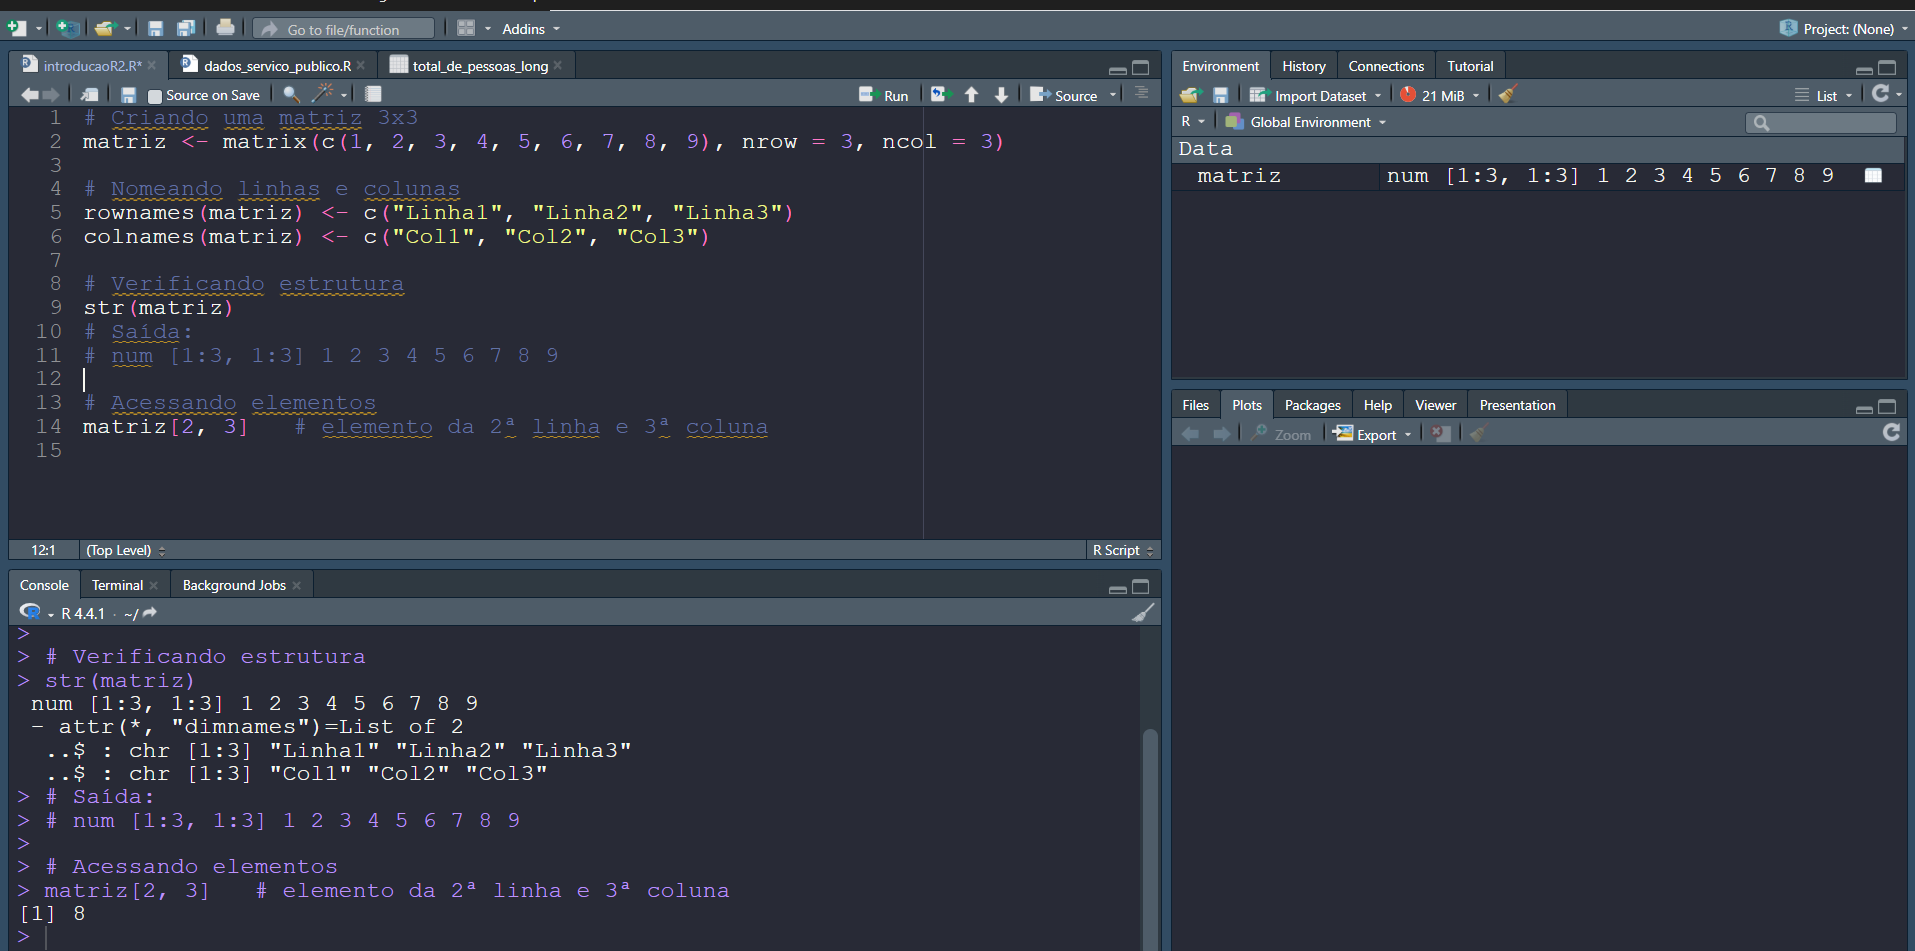 Go to file/function
Addins
Project: (None)
introducaoR2.R*
dados_servico_publico.R
total_de_pessoas_long
Source on Save
Run
Source
1 # Criando uma matriz 3x3
2 matriz <- matrix(c(1, 2, 3, 4, 5, 6, 7, 8, 9), nrow = 3, ncol = 3)
3
4 # Nomeando linhas e colunas
5 rownames(matriz) <- c("Linha1", "Linha2", "Linha3")
6 colnames(matriz) <- c("Col1", "Col2", "Col3")
7
8 # Verificando estrutura
9 str(matriz)
10 # Saída:
11 # num [1:3, 1:3] 1 2 3 4 5 6 7 8 9
12
13 # Acessando elementos
14 matriz[2, 3]   # elemento da 2ª linha e 3ª coluna
15
12:1
(Top Level)
R Script
Console
Terminal
Background Jobs
R 4.4.1 · ~/
>
> # Verificando estrutura
> str(matriz)
num [1:3, 1:3] 1 2 3 4 5 6 7 8 9
- attr(*, "dimnames")=List of 2
..$ : chr [1:3] "Linha1" "Linha2" "Linha3"
..$ : chr [1:3] "Col1" "Col2" "Col3"
> # Saída:
> # num [1:3, 1:3] 1 2 3 4 5 6 7 8 9
>
> # Acessando elementos
> matriz[2, 3]   # elemento da 2ª linha e 3ª coluna
[1] 8
>
Environment
History
Connections
Tutorial
Import Dataset
21 MiB
List
R
Global Environment
Data
matriz
num [1:3, 1:3] 1 2 3 4 5 6 7 8 9
Files
Plots
Packages
Help
Viewer
Presentation
Zoom
Export